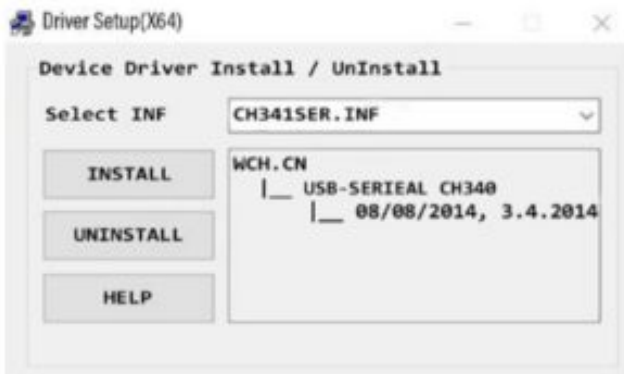 Driver Setup(X64)
Device Driver Install / UnInstall
Select INF
CH341SER.INF
INSTALL
UNINSTALL
HELP
WCH.CN
|__ USB-SERIEAL CH340
|__ 08/08/2014, 3.4.2014